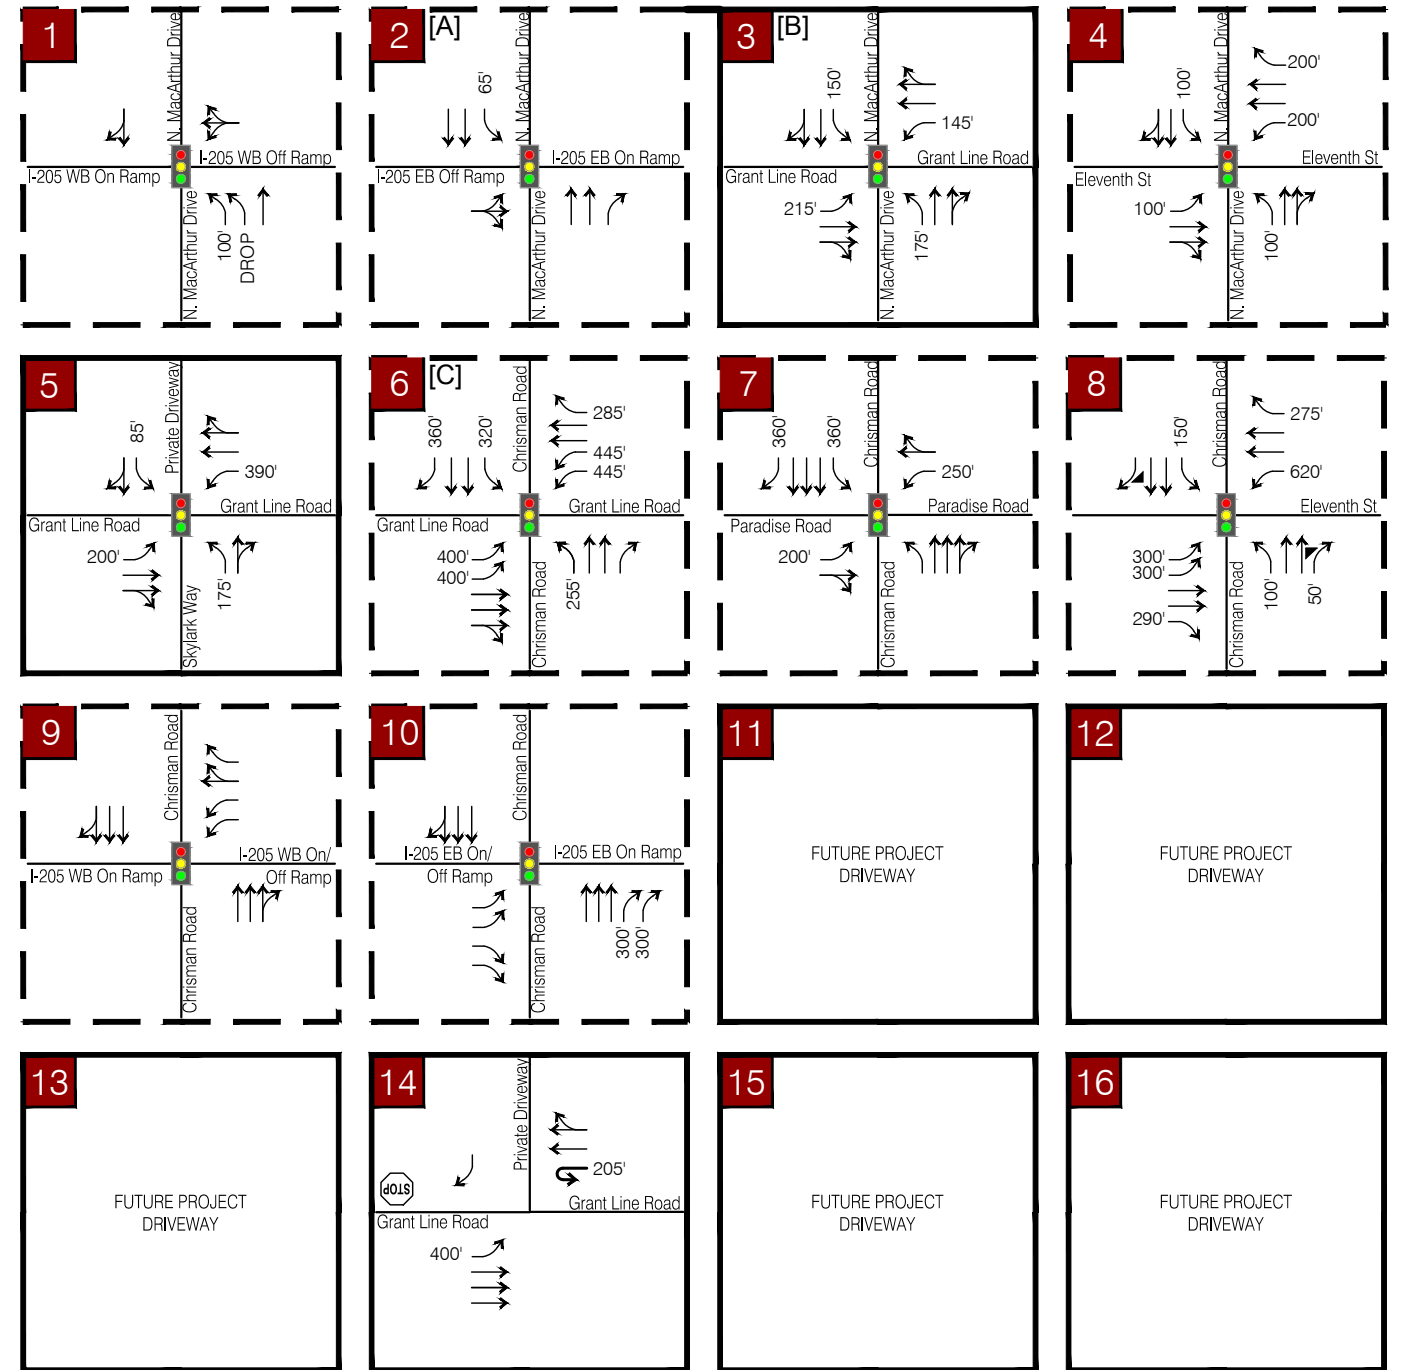 1
N. MacArthur Drive
I-205 WB Off Ramp
I-205 WB On Ramp
100'
DROP
N. MacArthur Drive
2
[A]
65'
N. MacArthur Drive
I-205 EB On Ramp
I-205 EB Off Ramp
N. MacArthur Drive
3
[B]
150'
N. MacArthur Drive
145'
Grant Line Road
Grant Line Road
215'
175'
N. MacArthur Drive
4
100'
N. MacArthur Drive
200'
200'
Eleventh St
Eleventh St
100'
100'
N. MacArthur Drive
5
85'
Private Driveway
390'
Grant Line Road
Grant Line Road
200'
175'
Skylark Way
6
[C]
360'
320'
Chrisman Road
285'
445'
445'
Grant Line Road
Grant Line Road
400'
400'
255'
Chrisman Road
7
360'
360'
Chrisman Road
250'
Paradise Road
Paradise Road
200'
Chrisman Road
8
150'
Chrisman Road
275'
620'
Eleventh St
300'
300'
290'
100'
50'
Chrisman Road
9
Chrisman Road
I-205 WB On/
Off Ramp
I-205 WB On Ramp
Chrisman Road
10
Chrisman Road
I-205 EB On/
Off Ramp
I-205 EB On Ramp
300'
300'
Chrisman Road
11
FUTURE PROJECT
DRIVEWAY
12
FUTURE PROJECT
DRIVEWAY
13
FUTURE PROJECT
DRIVEWAY
14
Private Driveway
205'
STOP
Grant Line Road
Grant Line Road
400'
15
FUTURE PROJECT
DRIVEWAY
16
FUTURE PROJECT
DRIVEWAY